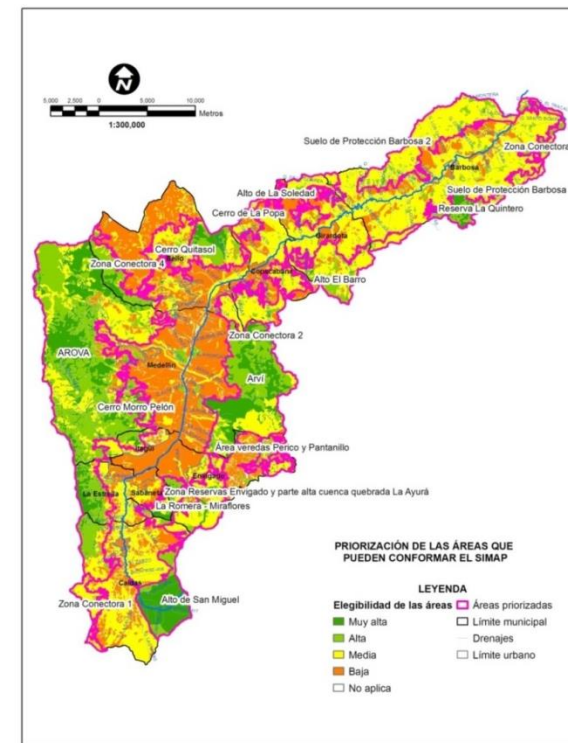 N
5.000 2.500 0 5.000 10.000
Metros
1:300,000
Suelo de Protección Barbosa 2
Zona Conectora
Barbosa
Alto de La Soledad
Suelo de Protección Barbosa
Cerro de La Popa
Reserva La Quintero
Girardota
Cerro Quitasol
Bello
Zona Conectora 4
Copacabana
Alto El Barro
AROVA
Zona Conectora 2
Medellín
Arví
Cerro Morro Pelón
Área veredas Perico y Pantanillo
Itagüí
Envigado
La Estrella
Sabaneta
Zona Reservas Envigado y parte alta cuenca quebrada La Ayurá
La Romera - Miraflores
Caldas
Zona Conectora 1
Alto de San Miguel
PRIORIZACIÓN DE LAS ÁREAS QUE
PUEDEN CONFORMAR EL SIMAP
LEYENDA
Elegibilidad de las áreas
Muy alta
Alta
Media
Baja
No aplica
Áreas priorizadas
Límite municipal
Drenajes
Límite urbano